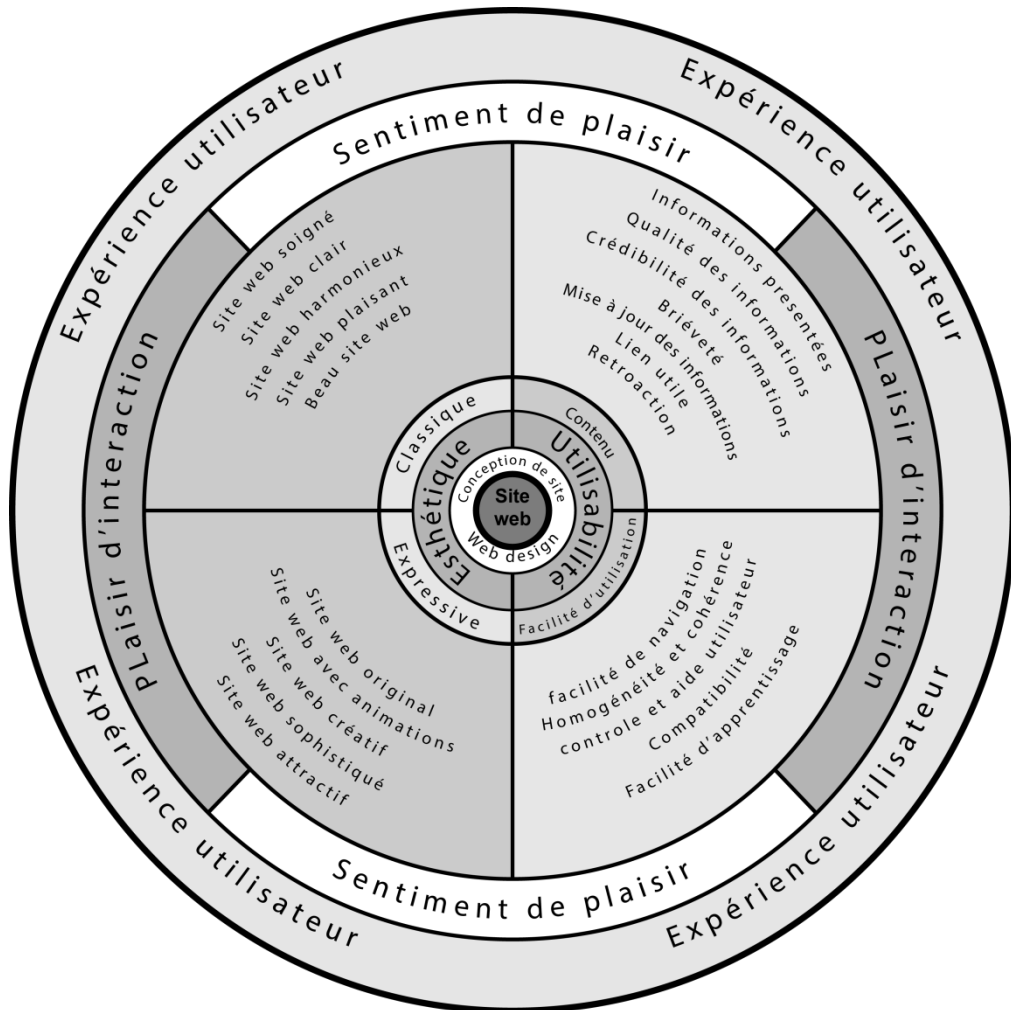 Expérience utilisateur
Expérience utilisateur
Sentiment de plaisir
Site web soigné
Site web clair
Site web harmonieux
Site web plaisant
Beau site web
Informations presentées
Qualité des informations
Crédibilité des informations
Briéveté
Mise à jour des informations
Lien utile
Retroaction
PLaisir d'interaction
PLaisir d'interaction
Classique
Contenu
Esthétique
Utilisabilité
Conception de site
Site
web
Web design
Expressive
Facilité d'utilisation
Site web original
Site web avec animations
Site web créatif
Site web sophistiqué
Site web attractif
facilité de navigation
Homogénéité et cohérence
controle et aide utilisateur
Compatibilité
Facilité d'apprentissage
Sentiment de plaisir
Expérience utilisateur
Expérience utilisateur